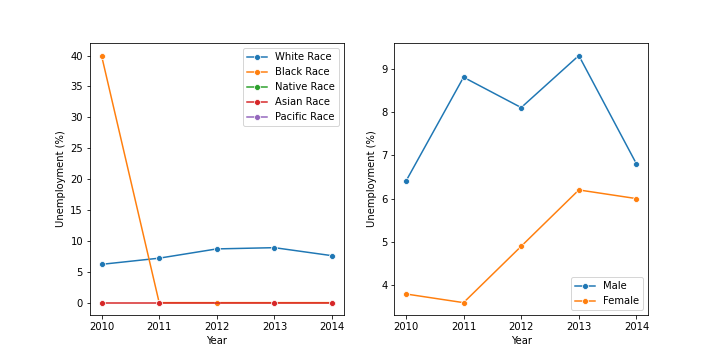 40
35
30
25
20
15
10
5
0
Unemployment (%)
2010 2011 2012 2013 2014
Year
White Race
Black Race
Native Race
Asian Race
Pacific Race
9
8
7
6
5
4
Unemployment (%)
2010 2011 2012 2013 2014
Year
Male
Female